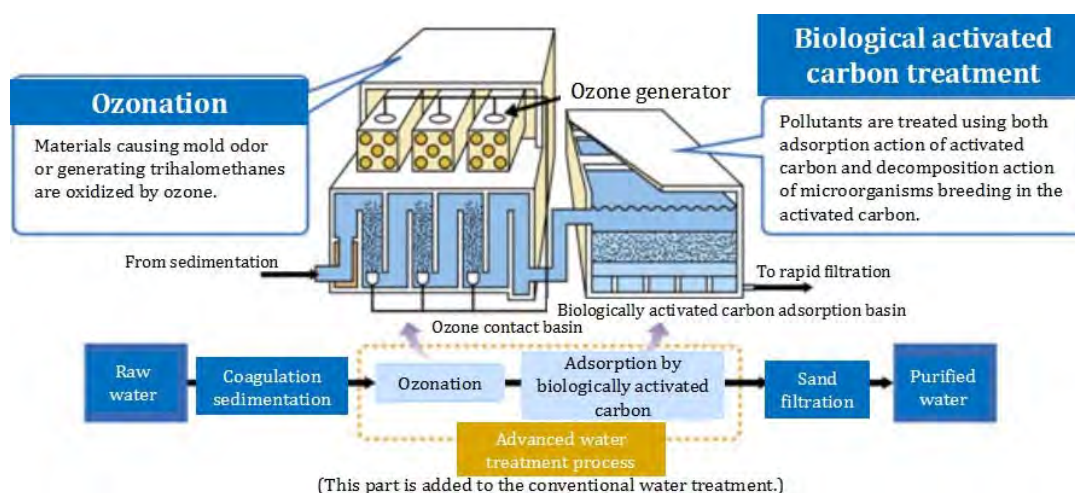 Ozonation
Materials causing mold odor
or generating trihalomethanes
are oxidized by ozone.
Ozone generator
Biological activated
carbon treatment
Pollutants are treated using both
adsorption action of activated
carbon and decomposition action
of microorganisms breeding in the
activated carbon.
From sedimentation
To rapid filtration
Ozone contact basin
Biologically activated carbon adsorption basin
Raw
water
Coagulation
sedimentation
Ozonation
Adsorption by
biologically activated
carbon
Sand
filtration
Purified
water
Advanced water
treatment process
(This part is added to the conventional water treatment.)